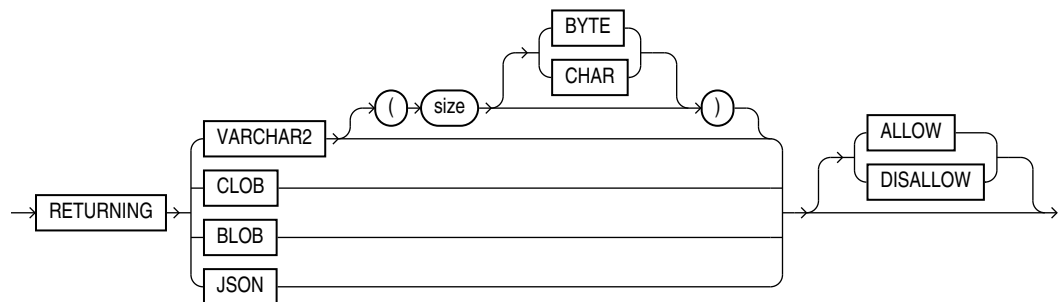 BYTE
CHAR
( size )
VARCHAR2 ALLOW
CLOB DISALLOW
RETURNING
BLOB
JSON